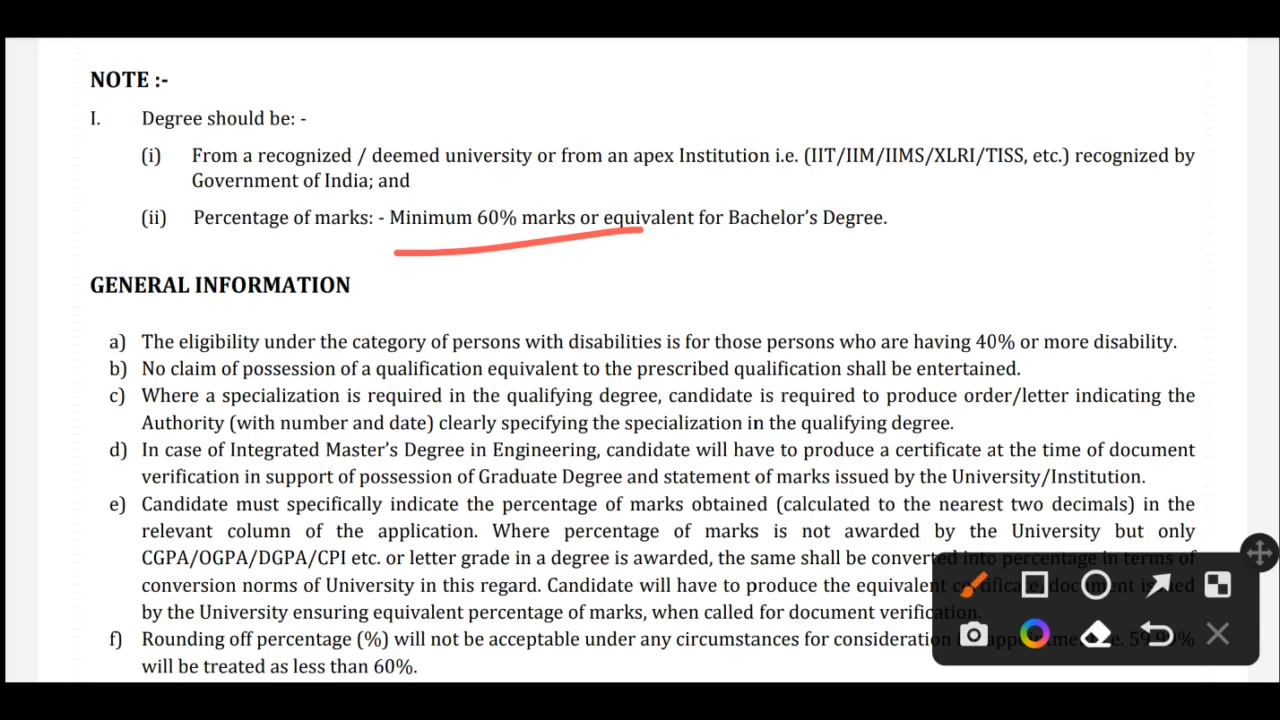 NOTE :-
I. Degree should be: -
(i) From a recognized / deemed university or from an apex Institution i.e. (IIT/IIM/IIMS/XLRI/TISS, etc.) recognized by
Government of India; and
(ii) Percentage of marks: - Minimum 60% marks or equivalent for Bachelor’s Degree.
GENERAL INFORMATION
a) The eligibility under the category of persons with disabilities is for those persons who are having 40% or more disability.
b) No claim of possession of a qualification equivalent to the prescribed qualification shall be entertained.
c) Where a specialization is required in the qualifying degree, candidate is required to produce order/letter indicating the
Authority (with number and date) clearly specifying the specialization in the qualifying degree.
d) In case of Integrated Master’s Degree in Engineering, candidate will have to produce a certificate at the time of document
verification in support of possession of Graduate Degree and statement of marks issued by the University/Institution.
e) Candidate must specifically indicate the percentage of marks obtained (calculated to the nearest two decimals) in the
relevant column of the application. Where percentage of marks is not awarded by the University but only
CGPA/OGPA/DGPA/CPI etc. or letter grade in a degree is awarded, the same shall be converted into percentage in terms of
conversion norms of University in this regard. Candidate will have to produce the equivalent
by the University ensuring equivalent percentage of marks, when called for document verification.
f) Rounding off percentage (%) will not be acceptable under any circumstances for consideration
will be treated as less than 60%.